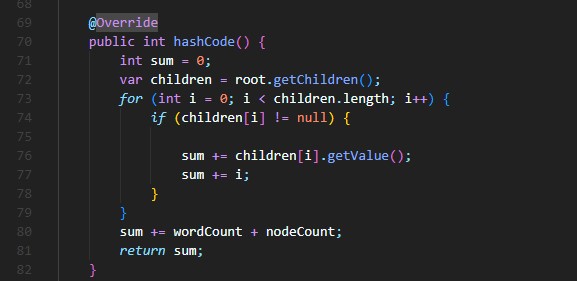 68
69 @Override
70 public int hashCode() {
71 int sum = 0;
72 var children = root.getChildren();
73 for (int i = 0; i < children.length; i++) {
74 if (children[i] != null) {
75
76 sum += children[i].getValue();
77 sum += i;
78 }
79 }
80 sum += wordCount + nodeCount;
81 return sum;
82 }